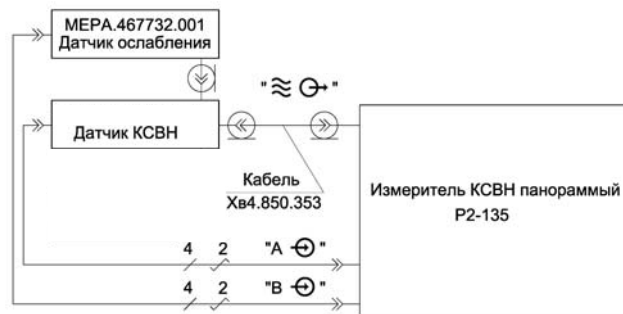 МЕРА.467732.001
Датчик ослабления
Датчик КСВН
Кабель
Хв4.850.353
Измеритель КСВН панораммный
Р2-135
4 2 "А "
4 2 "В "